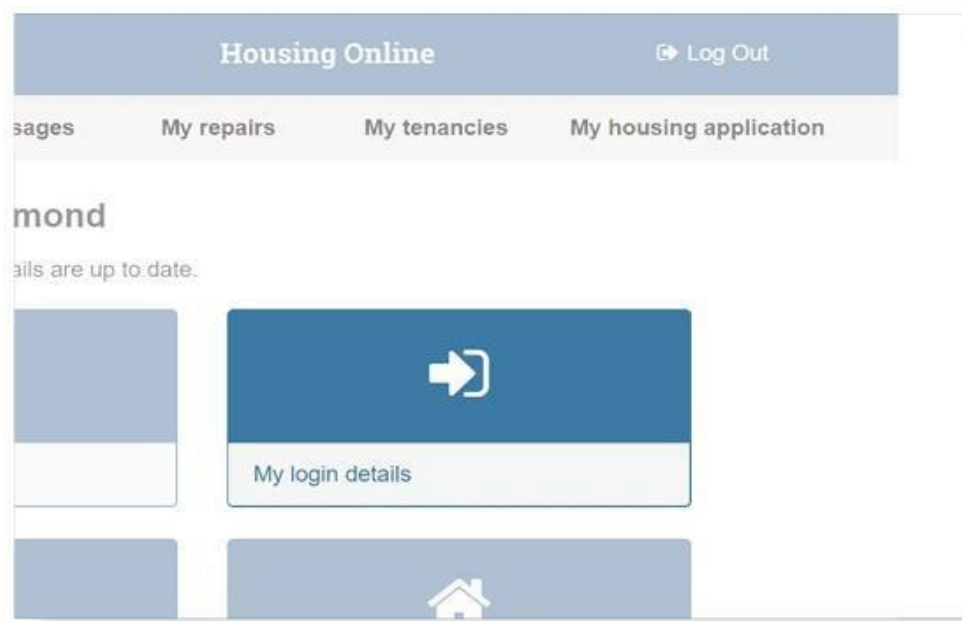 Housing Online Log Out
sages My repairs My tenancies My housing application
mond
ails are up to date.
My login details